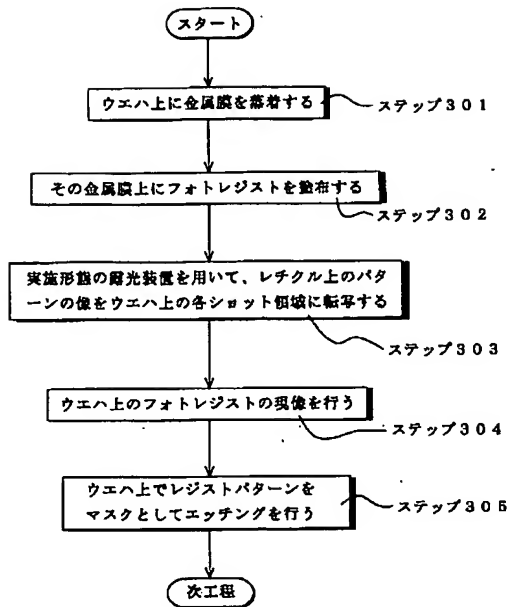 スタート
ウエハ上に金属膜を蒸着する
ステップ301
その金属膜上にフォトレジストを塗布する
ステップ302
実施形態の露光装置を用いて、レチクル上のパタ
ーンの像をウエハ上の各ショット領域に転写する
ステップ303
ウエハ上のフォトレジストの現像を行う
ステップ304
ウエハ上でレジストパターンを
マスクとしてエッチングを行う
ステップ305
次工程